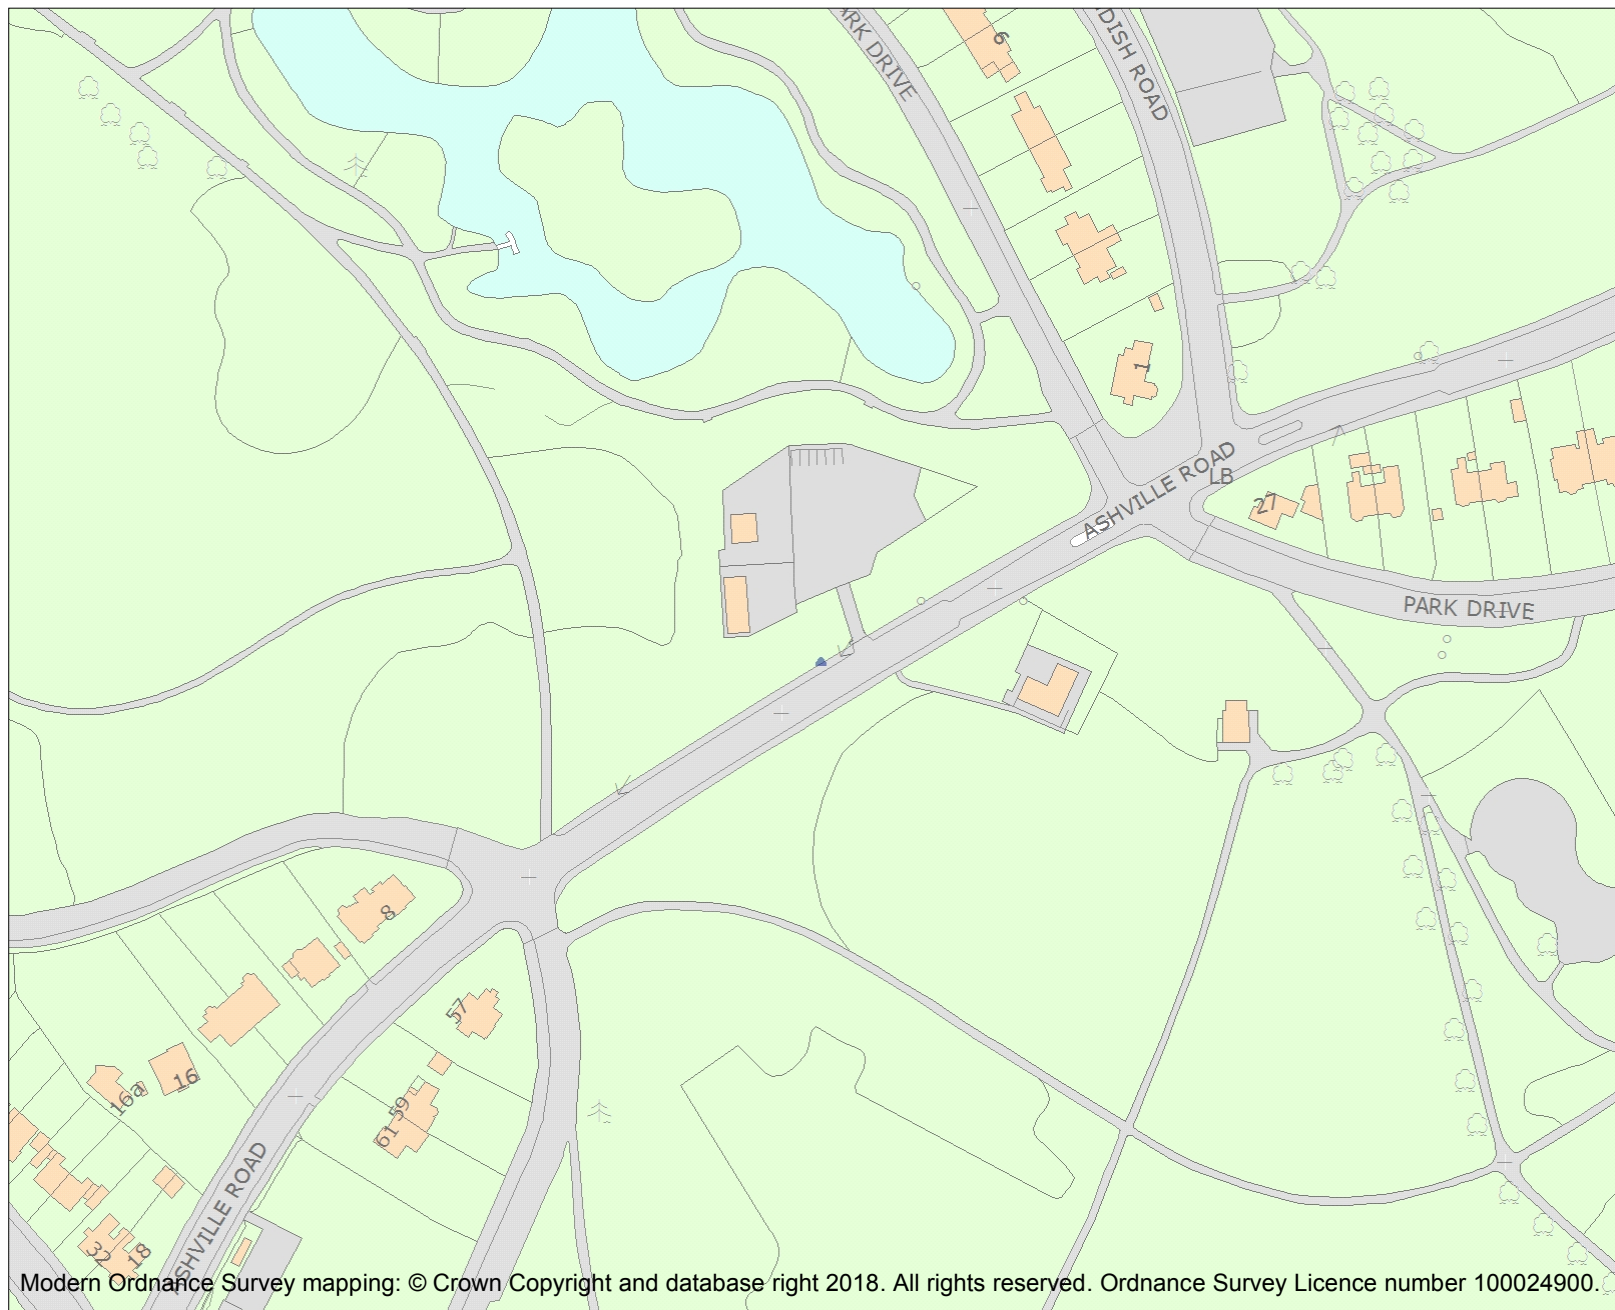 ARK DRIVE
6
DISH ROAD
1
ASHVILLE ROAD
LB
27
PARK DRIVE
8
57
16
16a
59
61
ASHVILLE ROAD
32
18
Modern Ordnance Survey mapping: © Crown Copyright and database right 2018. All rights reserved. Ordnance Survey Licence number 100024900.